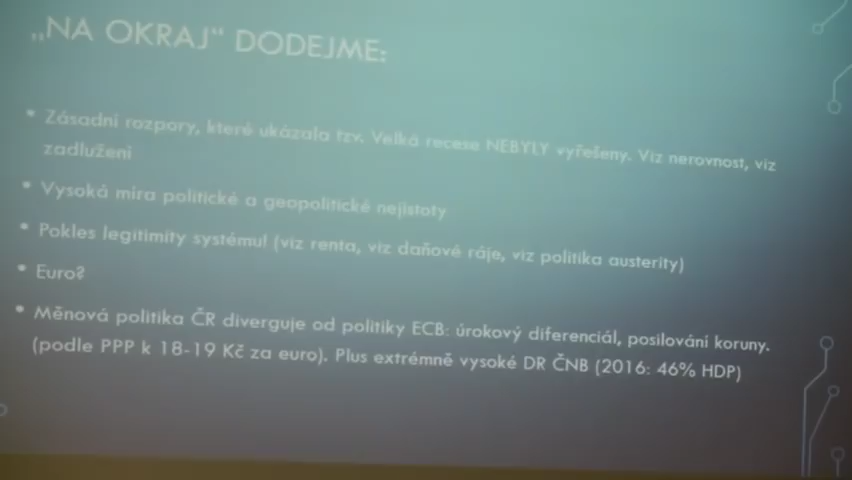 „NA OKRAJ“ DODEJME:
• Zásadní rozpory, které ukázala tzv. Velká recese NEBYLY vyřešeny. Viz nerovnost, viz
zadlužení
• Vysoká míra politické a geopolitické nejistoty
• Pokles legitimity systému! (viz renta, viz daňové ráje, viz politika austerity)
• Euro?
• Měnová politika ČR diverguje od politiky ECB: úrokový diferenciál, posilování koruny.
(podle PPP k 18-19 Kč za euro). Plus extrémně vysoké DR ČNB (2016: 46% HDP)